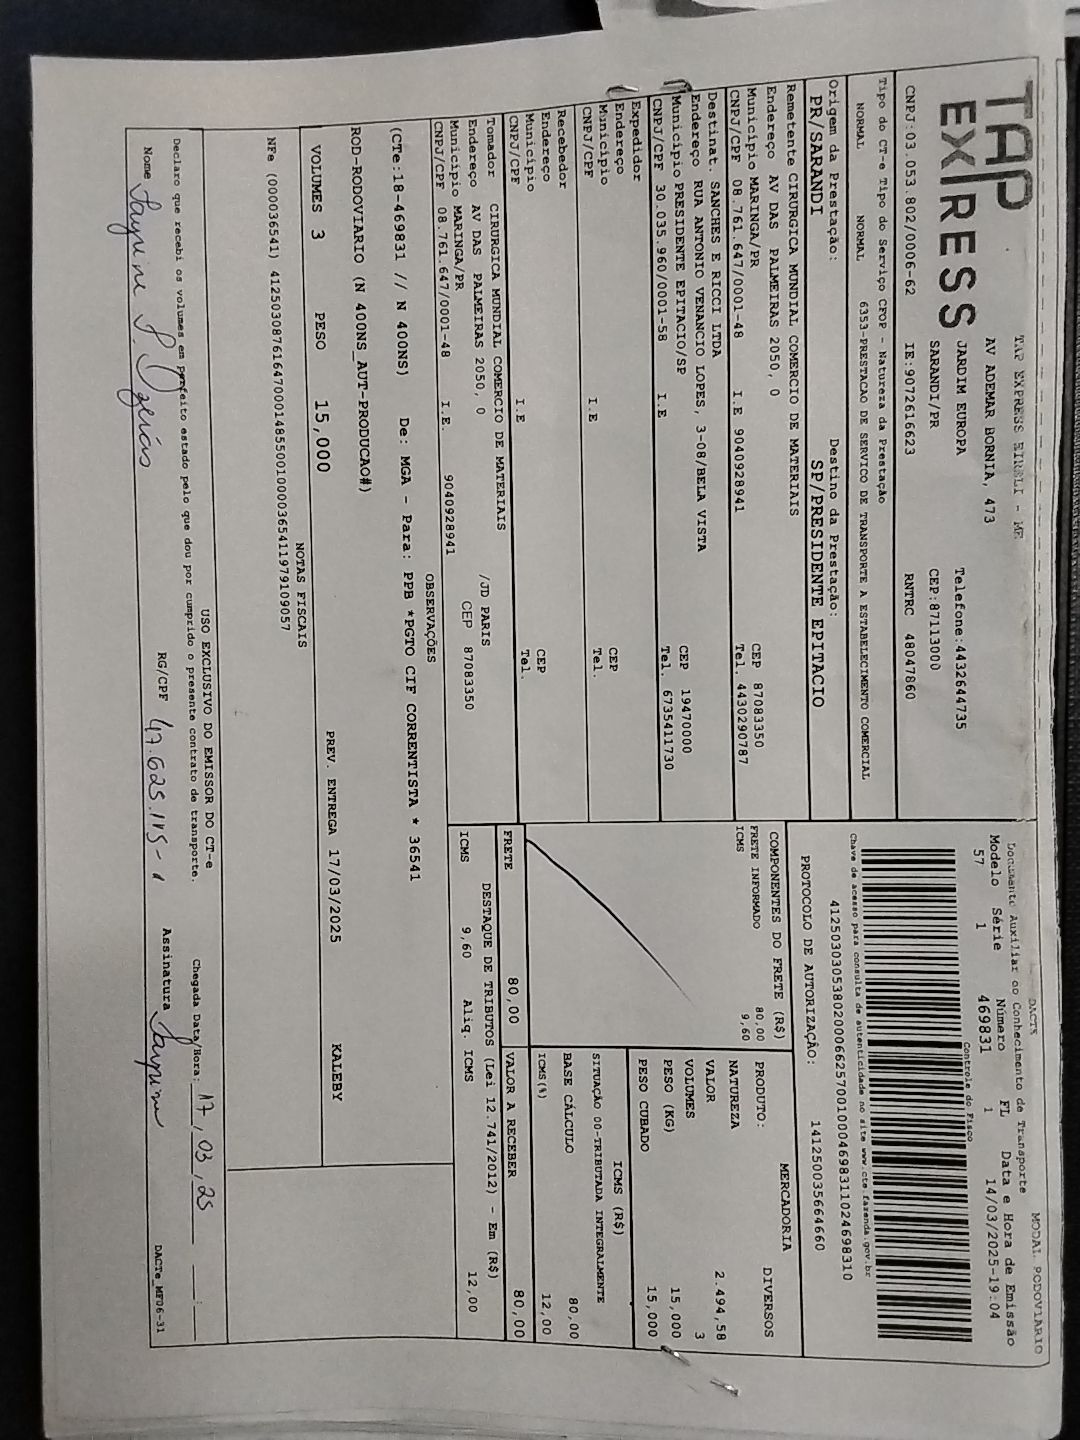 TAP
EXPRESS
TAP EXPRESS EIRELI - ME
AV ADEMAR BORNIA, 473
JARDIM EUROPA Telefone:4432644735
SARANDI/PR CEP:87113000
CNPJ:03.053.802/0006-62 IE:9072616623 RNTRC 48047860
Tipo do CT-e Tipo do Serviço CFOP - Natureza da Prestação
NORMAL NORMAL 6353-PRESTACAO DE SERVICO DE TRANSPORTE A ESTABELECIMENTO COMERCIAL
Origem da Prestação: Destino da Prestação:
PR/SARANDI SP/PRESIDENTE EPITACIO
Remetente CIRURGICA MUNDIAL COMERCIO DE MATERIAIS
Endereço AV DAS PALMEIRAS 2050, 0
Município MARINGA/PR CEP 87083350
CNPJ/CPF 08.761.647/0001-48 I.E 9040928941 Tel. 4430290787
Destinat. SANCHES E RICCI LTDA
Endereço RUA ANTONIO VENANCIO LOPES, 3-08/BELA VISTA
Município PRESIDENTE EPITACIO/SP CEP 19470000
CNPJ/CPF 30.035.960/0001-58 I.E Tel. 6735411730
Expedidor
Endereço
Município CEP
CNPJ/CPF I.E Tel.
Recebedor
Endereço
Município CEP
CNPJ/CPF I.E Tel.
Tomador CIRURGICA MUNDIAL COMERCIO DE MATERIAIS
Endereço AV DAS PALMEIRAS 2050, 0 /JD PARIS
Município MARINGA/PR CEP 87083350
CNPJ/CPF 08.761.647/0001-48 I.E. 9040928941
DACTE MODAL RODOVIARIO
Documento Auxiliar do Conhecimento de Transporte
Modelo Série Número FL Data e Hora de Emissão
57 1 469831 1 14/03/2025-19:04
Controle do Fisco
Chave de acesso para consulta de autenticidade no site www.cte.fazenda.gov.br
41250303053802000662570010004698311024698310
PROTOCOLO DE AUTORIZAÇÃO: 141250035664660
COMPONENTES DO FRETE (R$)
FRETE INFORMADO 80,00
ICMS 9,60
FRETE 80,00
MERCADORIA
PRODUTO: DIVERSOS
NATUREZA
VALOR 2.494,58
VOLUMES 3
PESO (KG) 15,000
PESO CUBADO 15,000
ICMS (R$)
SITUAÇÃO 00-TRIBUTADA INTEGRALMENTE
BASE CÁLCULO 80,00
ICMS(%) 12,00
VALOR A RECEBER 80,00
DESTAQUE DE TRIBUTOS (Lei 12.741/2012) - Em (R$)
ICMS 9,60 Aliq. ICMS 12,00
OBSERVAÇÕES
(CTe:18-469831 // N 400NS) De: MGA - Para: PPB *PGTO CIF CORRENTISTA * 36541
ROD-RODOVIARIO (N 400NS_AUT-PRODUCAO#)
VOLUMES 3 PESO 15,000 PREV. ENTREGA 17/03/2025 KALEBY
NOTAS FISCAIS
NFe (000036541) 41250308761647000148550010000365411979109057
USO EXCLUSIVO DO EMISSOR DO CT-e
Declaro que recebi os volumes em perfeito estado pelo que dou por cumprido o presente contrato de transporte. Chegada Data/Hora: 17/03/25 :
Nome RG/CPF 47.625.145-1 Assinatura
DACTe_MF06-31